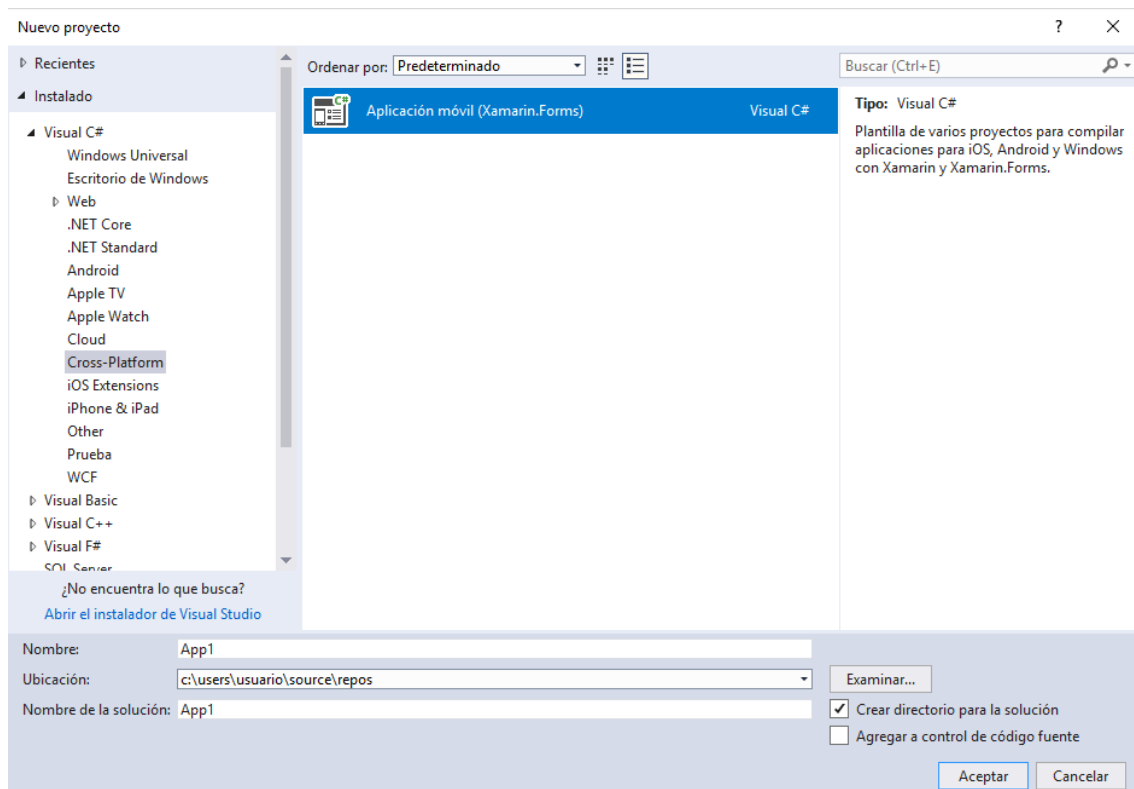 Nuevo proyecto
?
Recientes
Instalado
Visual C#
Windows Universal
Escritorio de Windows
Web
.NET Core
.NET Standard
Android
Apple TV
Apple Watch
Cloud
Cross-Platform
iOS Extensions
iPhone & iPad
Other
Prueba
WCF
Visual Basic
Visual C++
Visual F#
SQL Server
¿No encuentra lo que busca?
Abrir el instalador de Visual Studio
Ordenar por: Predeterminado
C#
Aplicación móvil (Xamarin.Forms) Visual C#
Buscar (Ctrl+E)
Tipo: Visual C#
Plantilla de varios proyectos para compilar
aplicaciones para iOS, Android y Windows
con Xamarin y Xamarin.Forms.
Nombre: App1
Ubicación: c:\users\usuario\source\repos
Examinar...
Nombre de la solución: App1
Crear directorio para la solución
Agregar a control de código fuente
Aceptar Cancelar